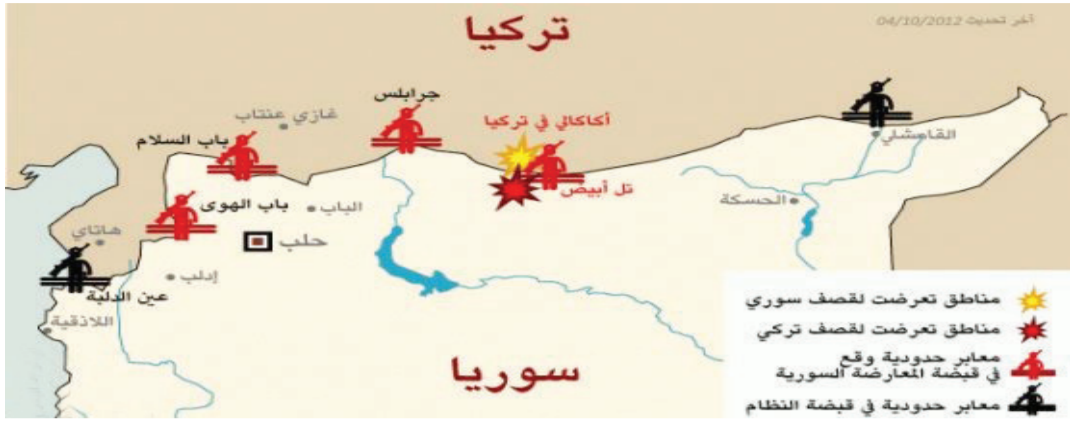 آخر تحديث 04/10/2012
تركيا
جرابلس
غازي عنتاب
أكاكالي في تركيا
باب السلام
القامشلي
تل أبيض
الحسكة
باب الهوى
الباب
هاتاي
حلب
إدلب
عين الدلبة
اللاذقية
سوريا
مناطق تعرضت لقصف سوري
مناطق تعرضت لقصف تركي
معابر حدودية وقع
في قبضة المعارضة السورية
معابر حدودية في قبضة النظام